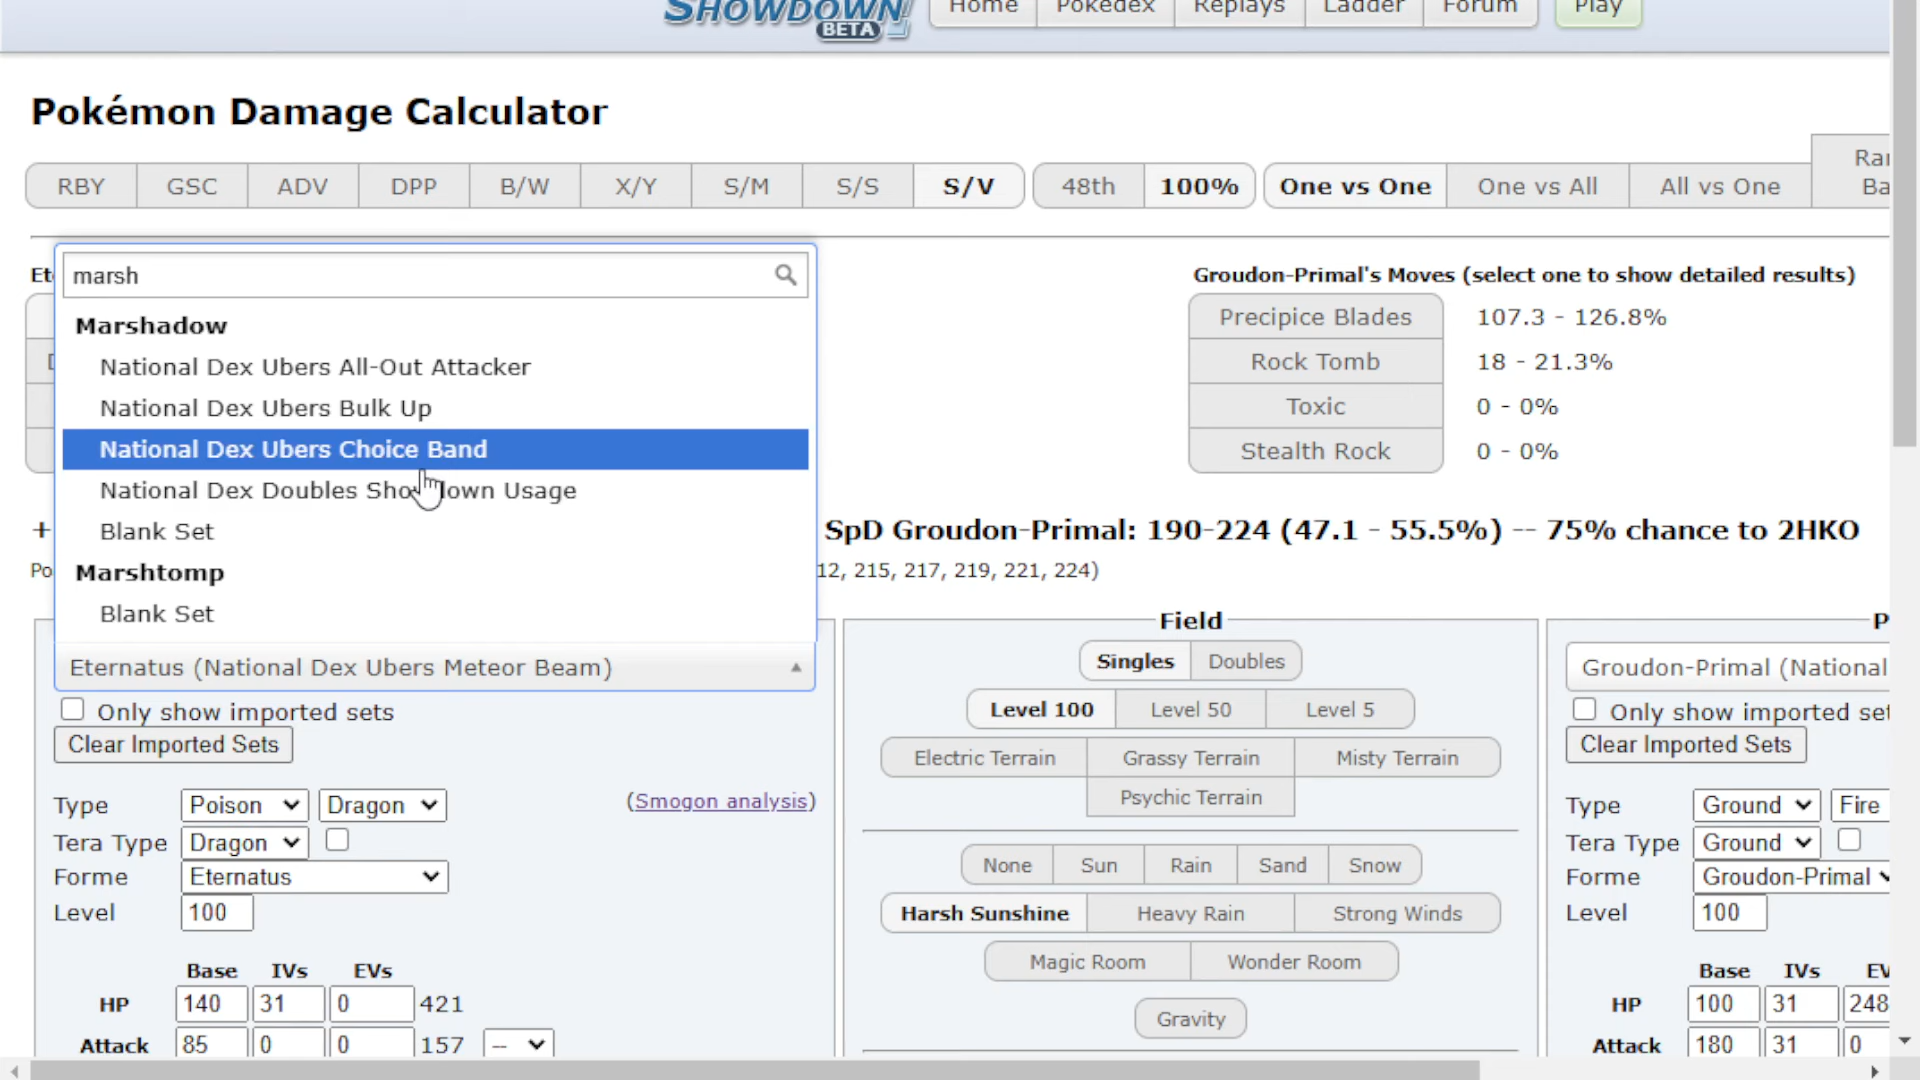 SHOWDOWN Home Pokédex Replays Ladder Forum Play
BETA
Pokémon Damage Calculator
RBY GSC ADV DPP B/W X/Y S/M S/S S/V 48th 100% One vs One One vs All All vs One
marsh
Groudon-Primal's Moves (select one to show detailed results)
Marshadow
Precipice Blades 107.3 - 126.8%
National Dex Ubers All-Out Attacker
Rock Tomb 18 - 21.3%
National Dex Ubers Bulk Up
Toxic 0 - 0%
National Dex Ubers Choice Band
Stealth Rock 0 - 0%
National Dex Doubles Showdown Usage
Blank Set
+ SpD Groudon-Primal: 190-224 (47.1 - 55.5%) -- 75% chance to 2HKO
Marshtomp
12, 215, 217, 219, 221, 224)
Blank Set
Field
Eternatus (National Dex Ubers Meteor Beam) Singles Doubles Groudon-Primal (National
Only show imported sets Level 100 Level 50 Level 5 Only show imported set
Clear Imported Sets Electric Terrain Grassy Terrain Misty Terrain Clear Imported Sets
Psychic Terrain
Type Poison Dragon (Smogon analysis) Type Ground Fire
Tera Type Dragon Tera Type Ground
None Sun Rain Sand Snow
Forme Eternatus Forme Groudon-Primal
Level 100 Harsh Sunshine Heavy Rain Strong Winds Level 100
Magic Room Wonder Room
Base IVs EVs Base IVs
HP 140 31 0 421 HP 100 31 248
Gravity
Attack 85 0 0 157 -- Attack 180 31 0